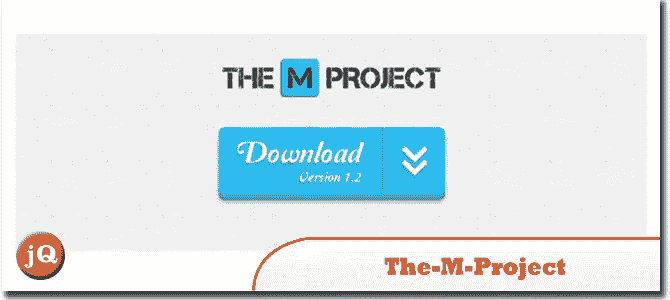 THE M PROJECT
Download
Version 1.2
jQ
The-M-Project